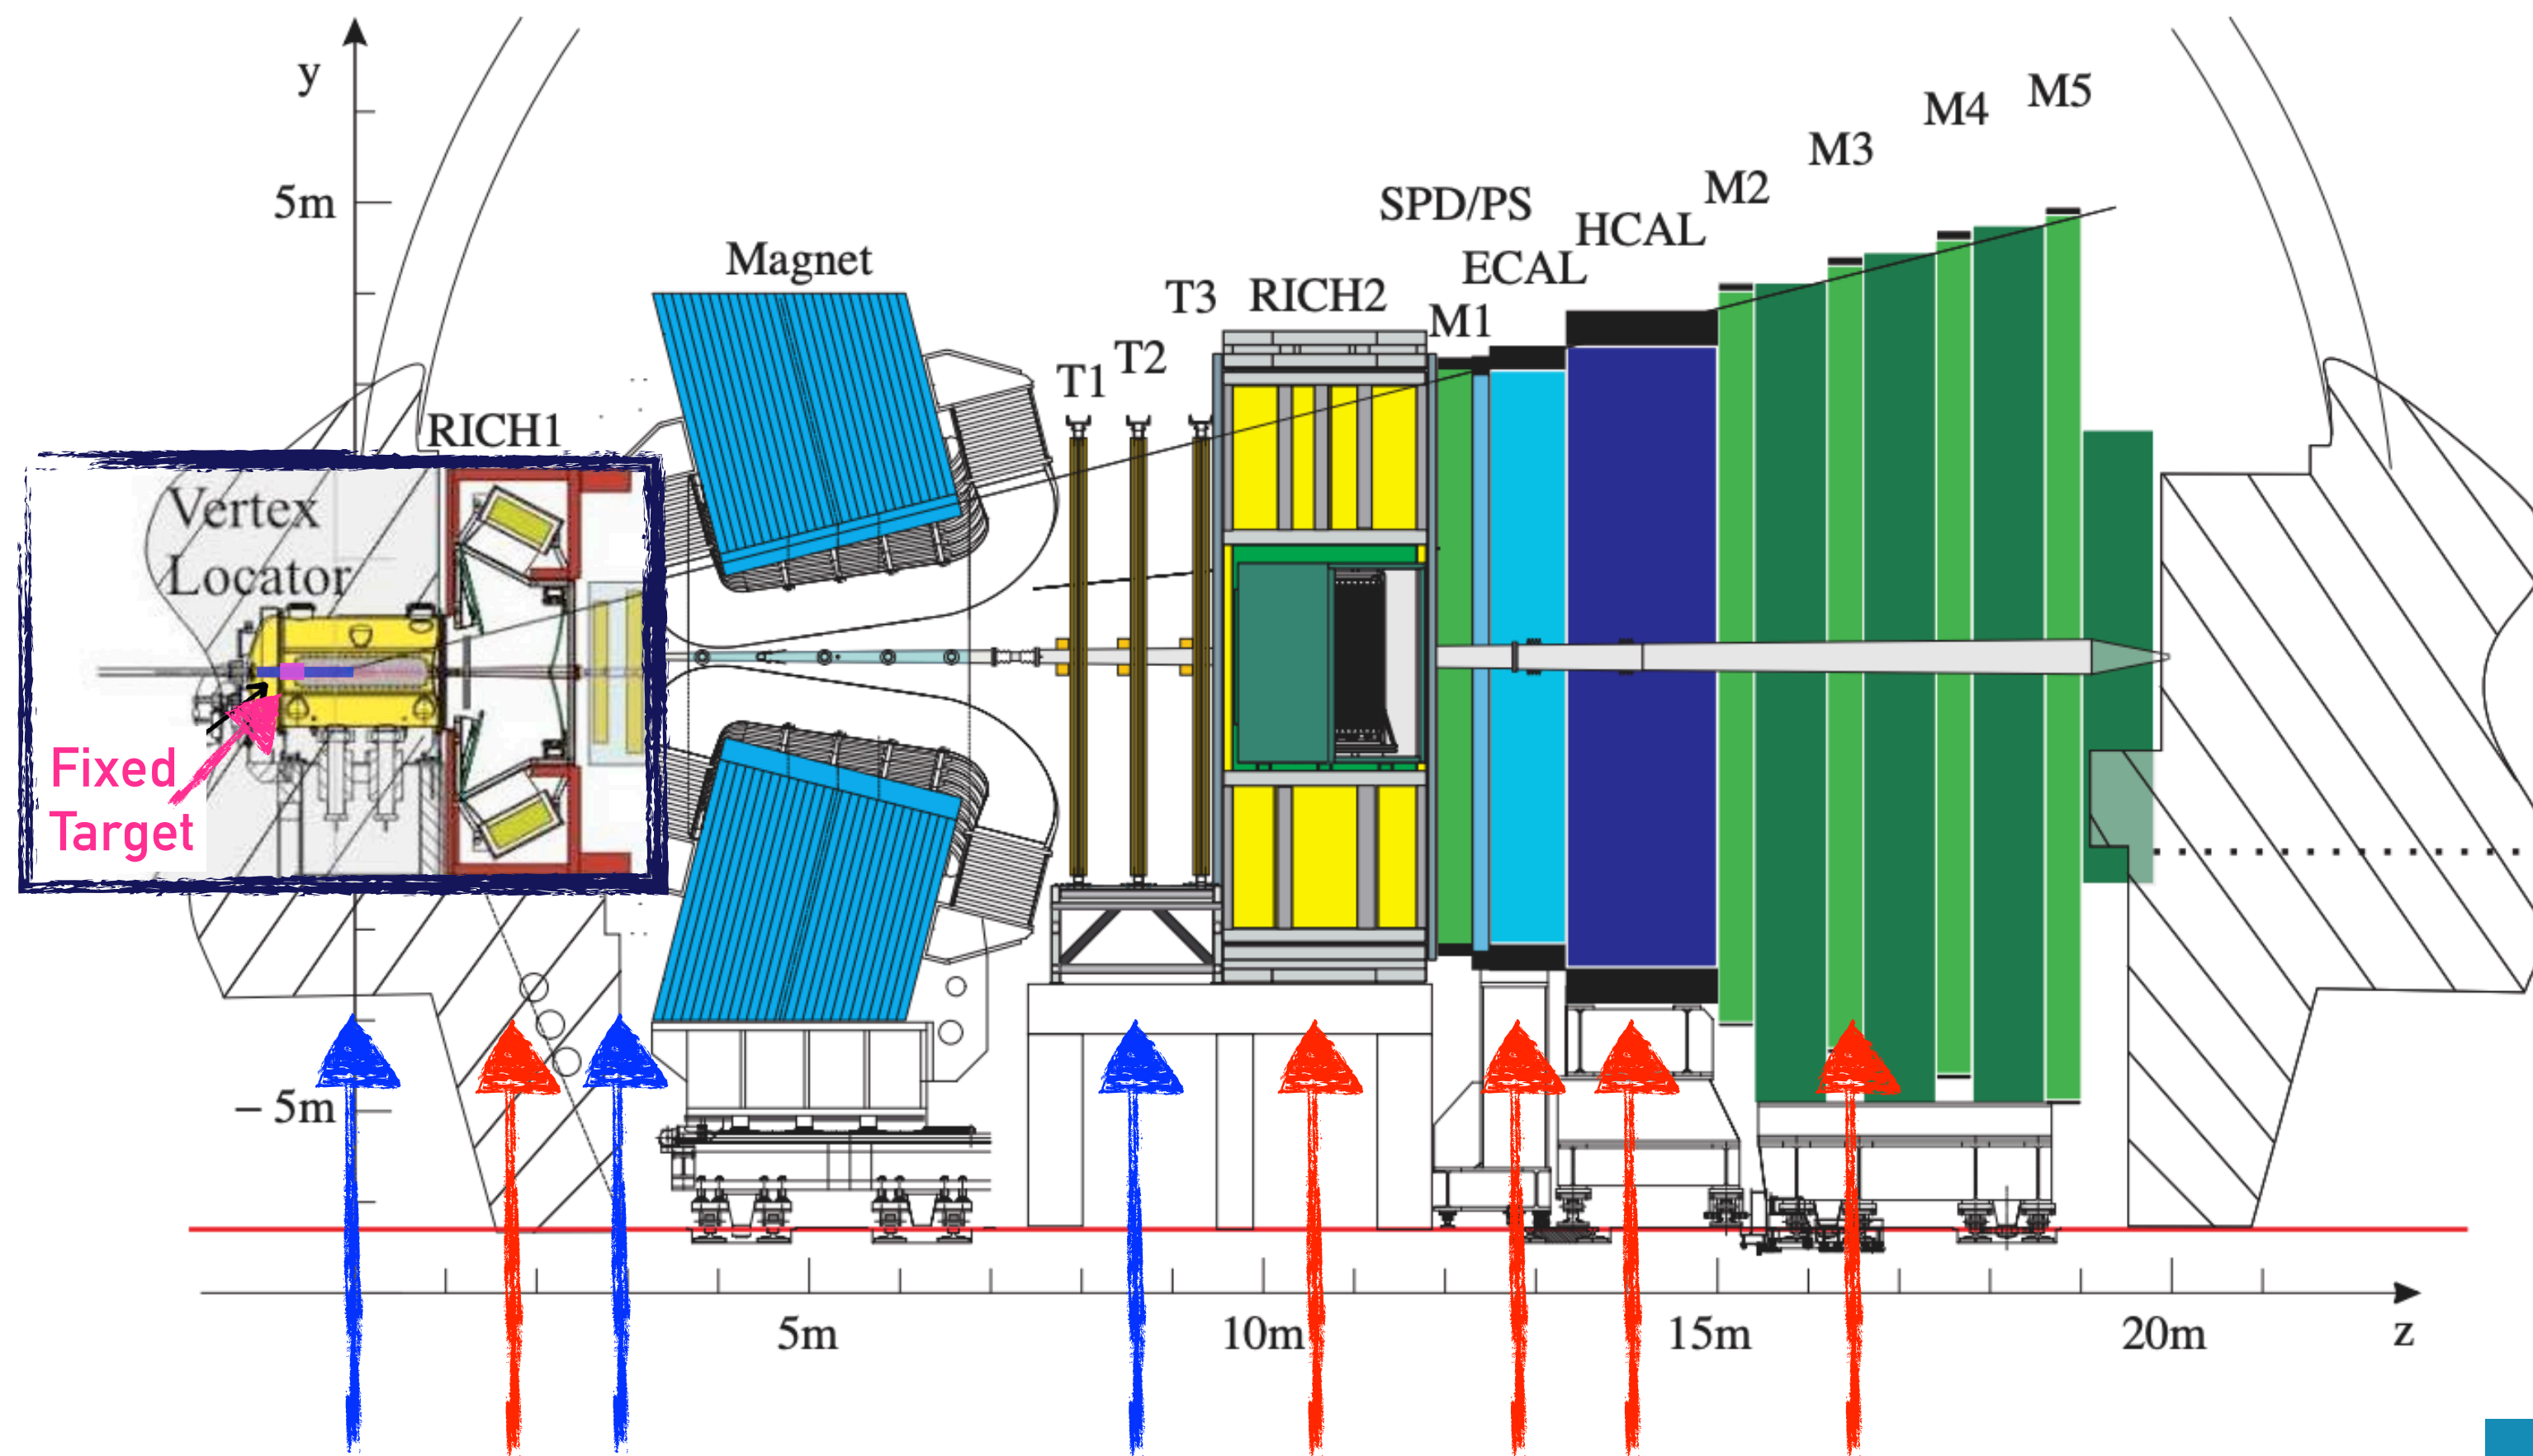 y
5m
Magnet
RICH1
Vertex
Locator
Fixed
Target
T1
T2
T3
RICH2
M1
SPD/PS
ECAL
HCAL
M2
M3
M4
M5
– 5m
5m
10m
15m
20m
z